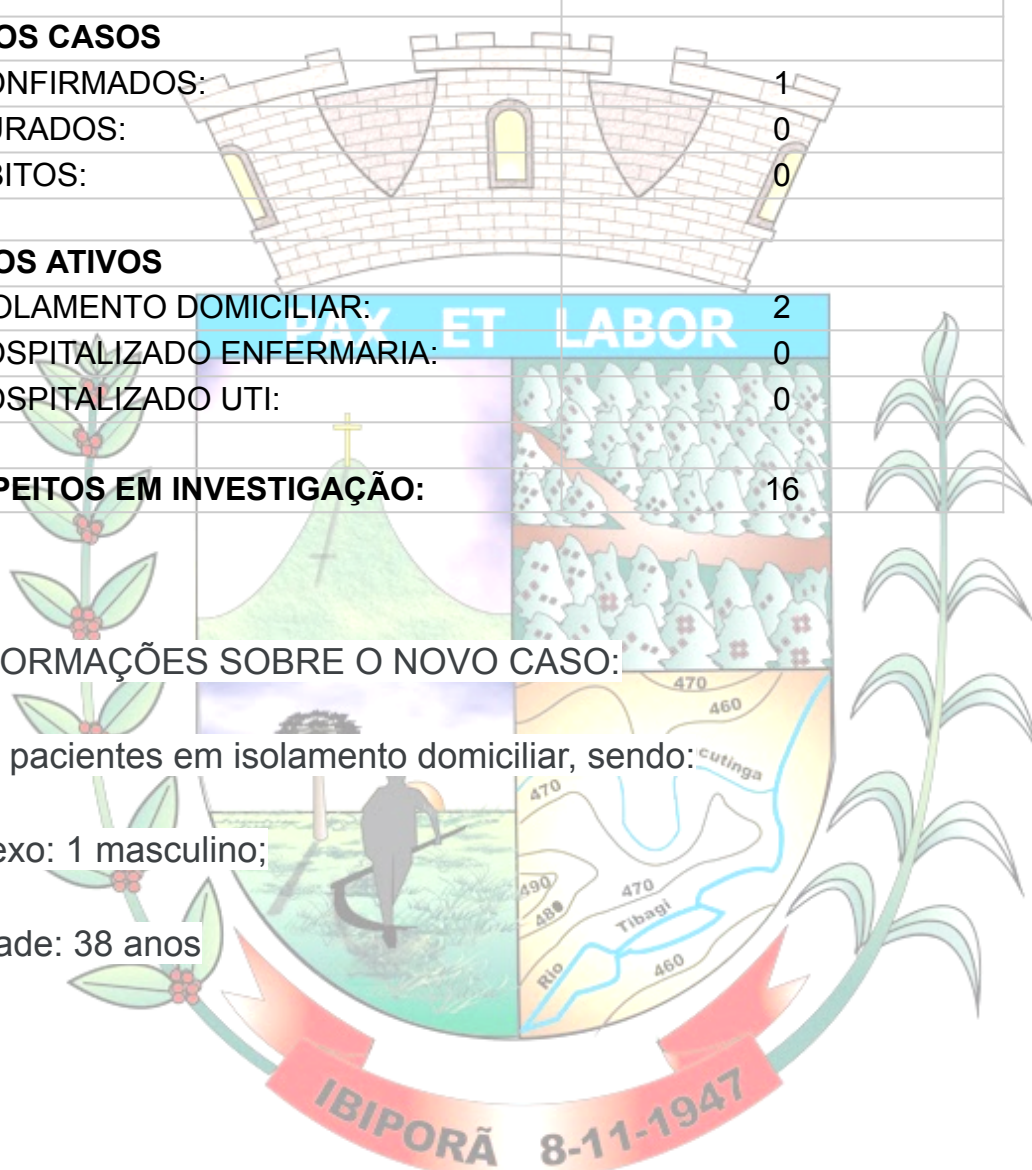 OS CASOS
ONFIRMADOS: 1
URADOS: 0
BITOS: 0
OS ATIVOS
OLAMENTO DOMICILIAR: 2
PAX ET LABOR
OSPITALIZADO ENFERMARIA: 0
OSPITALIZADO UTI: 0
PEITOS EM INVESTIGAÇÃO: 16
ORMAÇÕES SOBRE O NOVO CASO:
470
460
pacientes em isolamento domiciliar, sendo:
cutinga
470
exo: 1 masculino;
490
480
470
Tibagi
ade: 38 anos
Rio
460
IBIPORÃ 8-11-1947